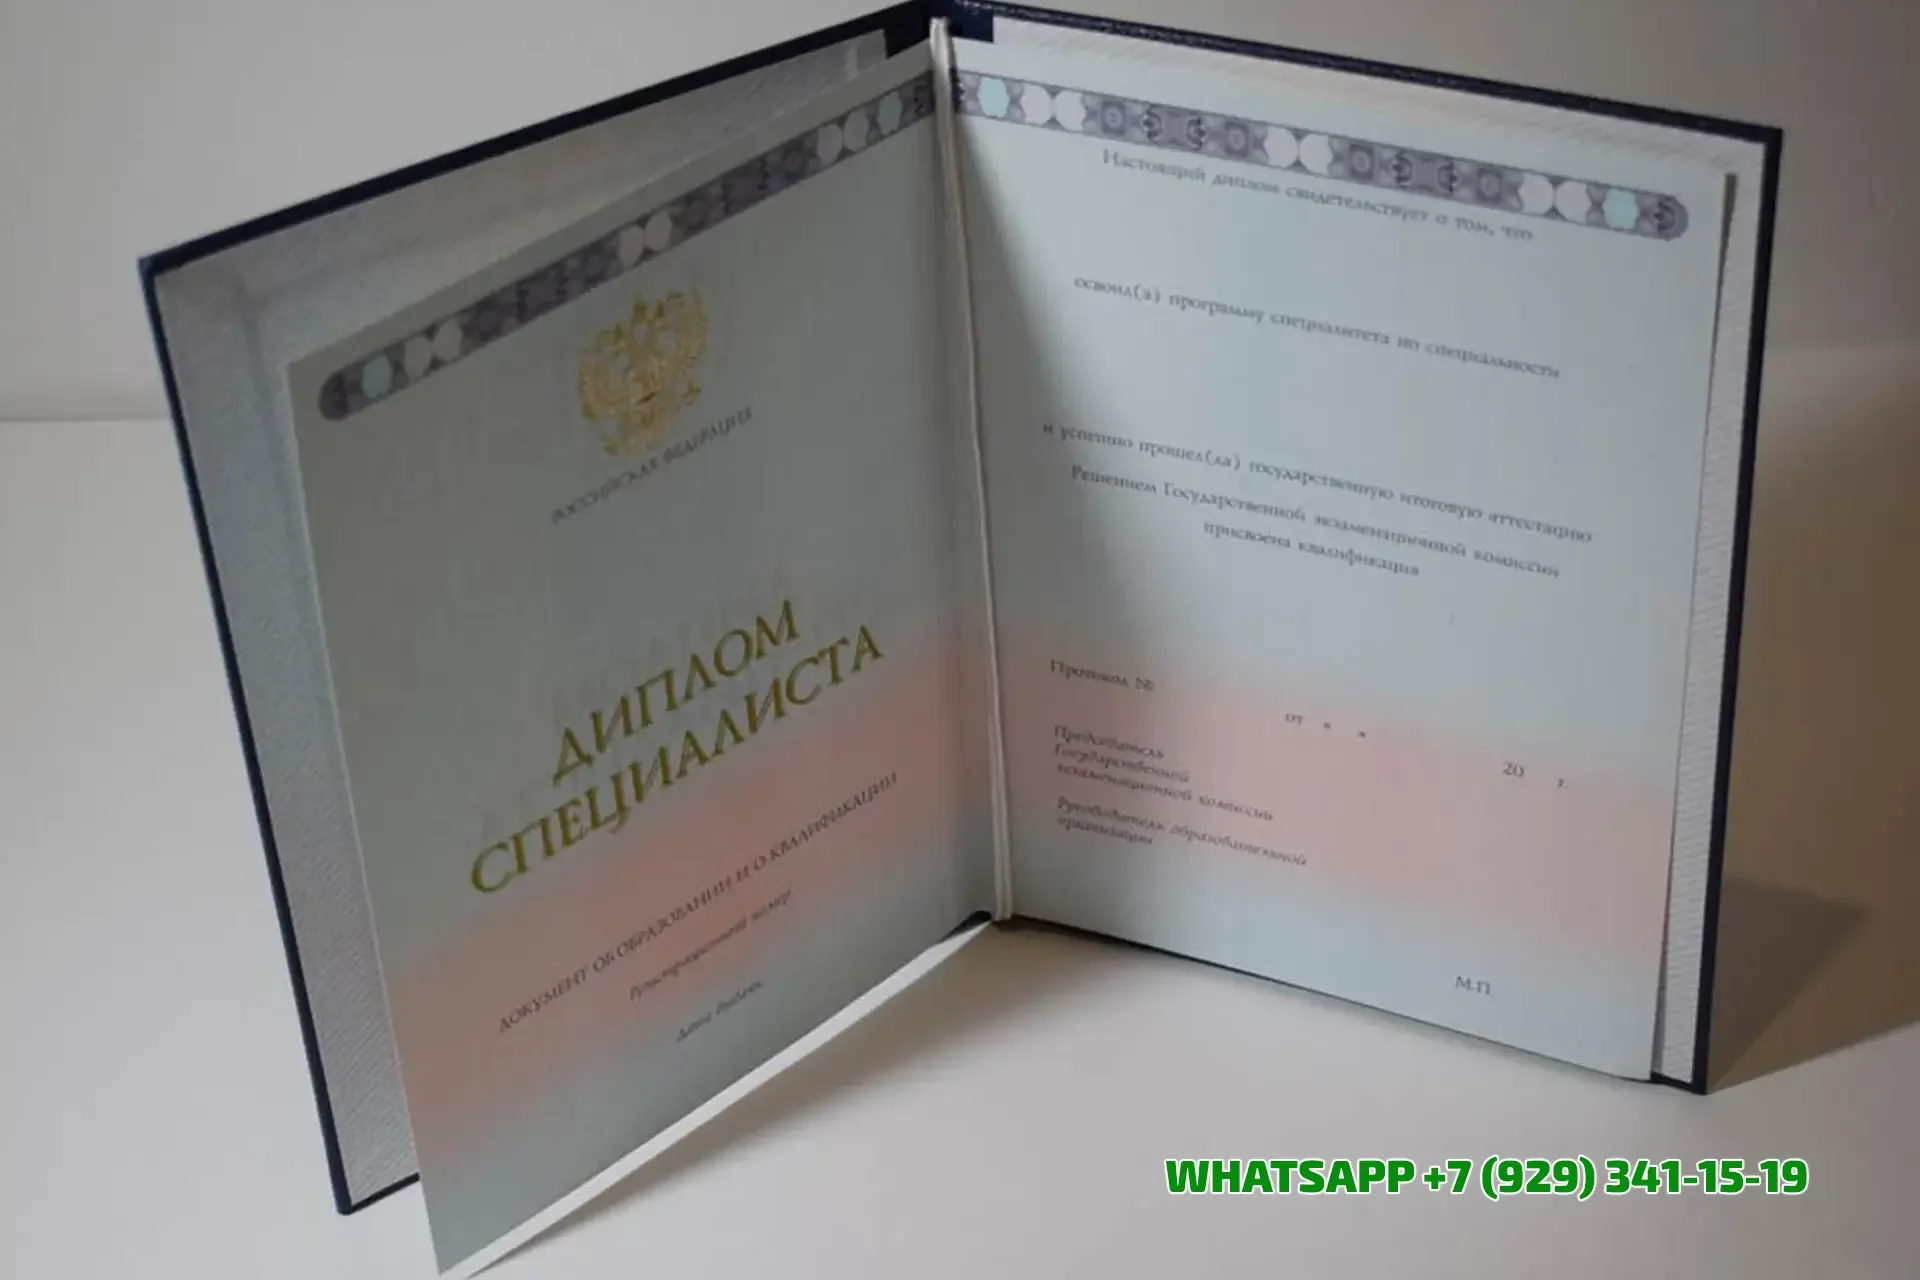 РОССИЙСКАЯ ФЕДЕРАЦИЯ
ДИПЛОМ
СПЕЦИАЛИСТА
ДОКУМЕНТ ОБ ОБРАЗОВАНИИ И О КВАЛИФИКАЦИИ
Регистрационный номер
Дата выдачи
Настоящий диплом свидетельствует о том, что
освоил(а) программу специалитета по специальности
и успешно прошел(ла) государственную итоговую аттестацию
Решением Государственной экзаменационной комиссии
присвоена квалификация
Протокол №
от « » 20 г.
Председатель
Государственной
экзаменационной комиссии
Руководитель образовательной
организации
М.П.
WHATSAPP +7 (929) 341-15-19